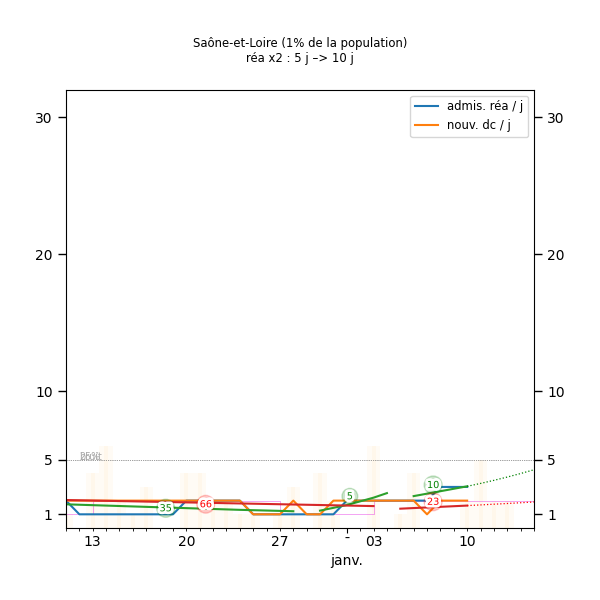 Saône-et-Loire (1% de la population)
réa x2 : 5 j –> 10 j
admis. réa / j
nouv. dc / j
30 30
20 20
10 10
5 5
1 1
35
66
5
10
23
13 20 27 - 03 10
janv.